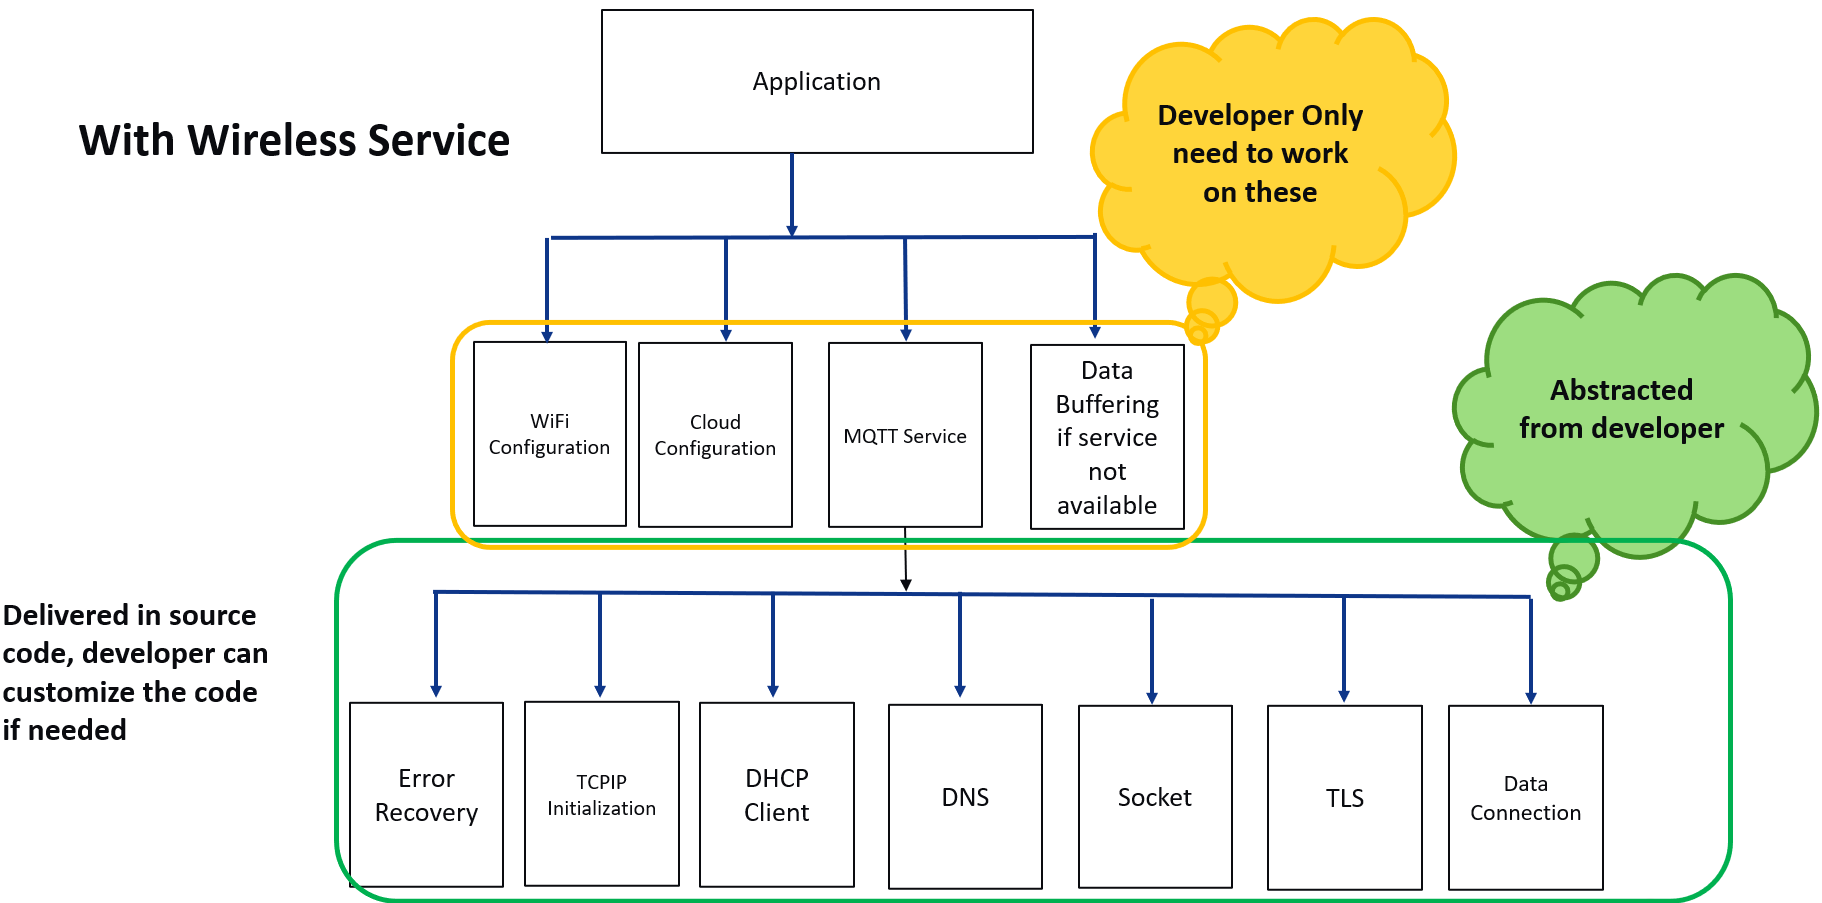 Application
With Wireless Service
Developer Only
need to work
on these
Abstracted
from developer
WiFi
Configuration
Cloud
Configuration
MQTT Service
Data
Buffering
if service
not
available
Delivered in source
code, developer can
customize the code
if needed
Error
Recovery
TCPIP
Initialization
DHCP
Client
DNS
Socket
TLS
Data
Connection